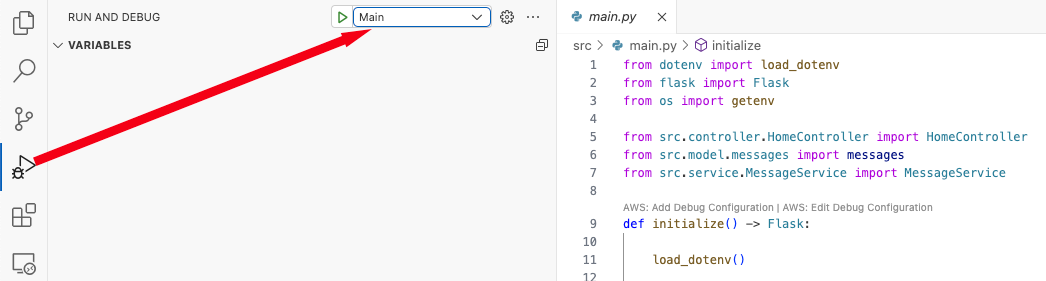 RUN AND DEBUG
Main
VARIABLES
main.py
src > main.py > initialize
1 from dotenv import load_dotenv
2 from flask import Flask
3 from os import getenv
4
5 from src.controller.HomeController import HomeController
6 from src.model.messages import messages
7 from src.service.MessageService import MessageService
8
AWS: Add Debug Configuration | AWS: Edit Debug Configuration
9 def initialize() -> Flask:
10
11 load_dotenv()
12